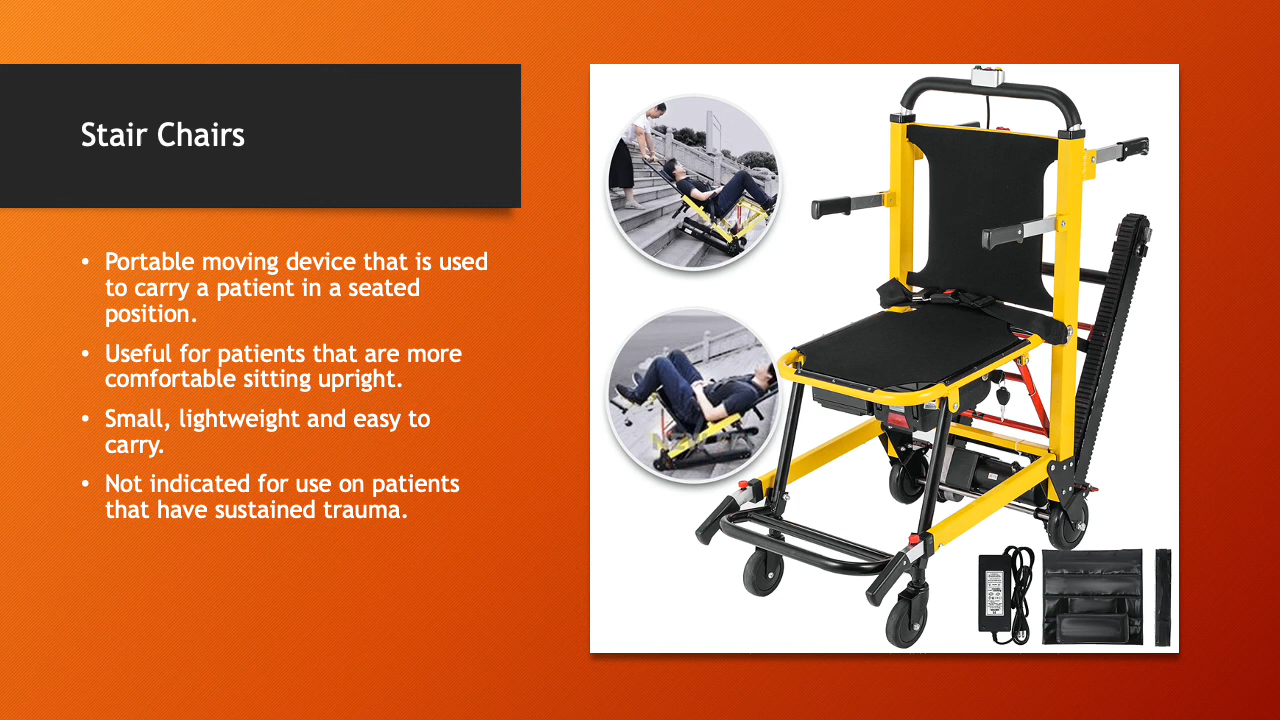 Stair Chairs
• Portable moving device that is used
to carry a patient in a seated
position.
• Useful for patients that are more
comfortable sitting upright.
• Small, lightweight and easy to
carry.
• Not indicated for use on patients
that have sustained trauma.